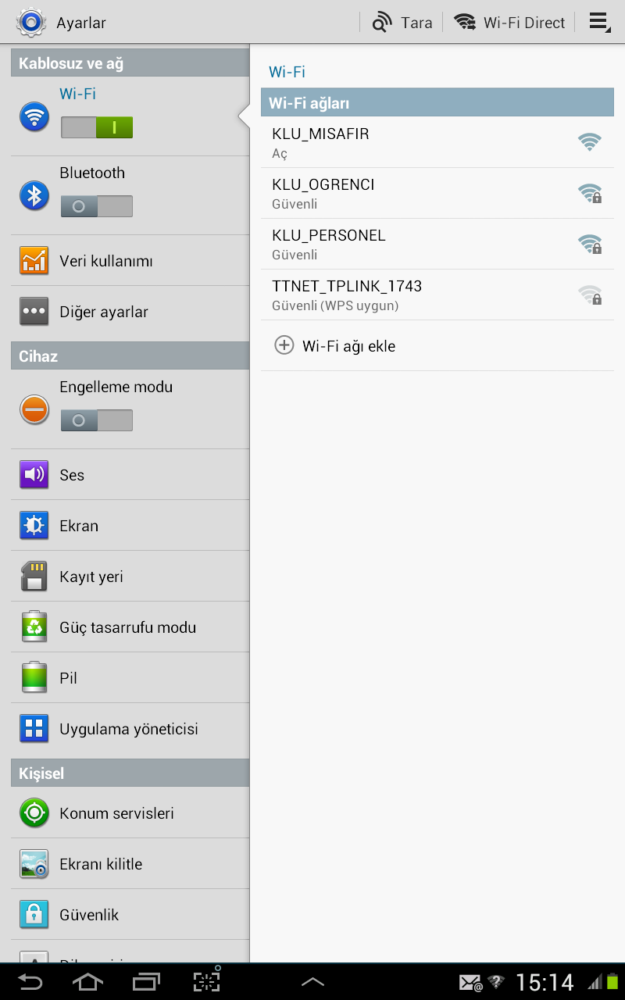 Ayarlar
Tara
Wi-Fi Direct
Kablosuz ve ağ
Wi-Fi
Bluetooth
Veri kullanımı
Diğer ayarlar
Cihaz
Engelleme modu
Ses
Ekran
Kayıt yeri
Güç tasarrufu modu
Pil
Uygulama yöneticisi
Kişisel
Konum servisleri
Ekranı kilitle
Güvenlik
Wi-Fi
Wi-Fi ağları
KLU_MISAFIR
Aç
KLU_OGRENCI
Güvenli
KLU_PERSONEL
Güvenli
TTNET_TPLINK_1743
Güvenli (WPS uygun)
Wi-Fi ağı ekle
15:14